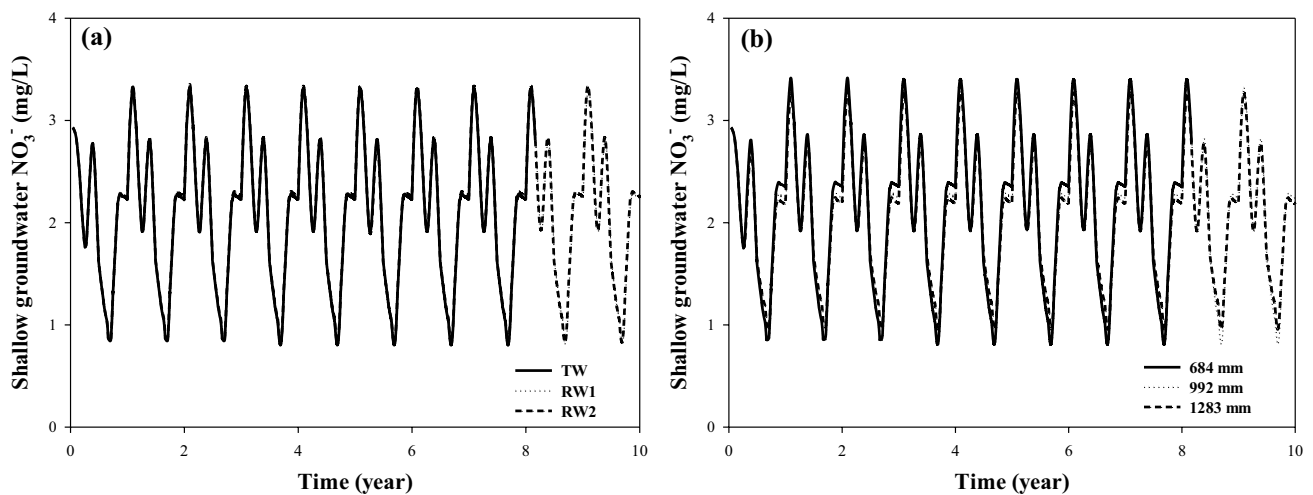 (a)
Shallow groundwater NO₃⁻ (mg/L)
4
3
2
1
0
0 2 4 6 8 10
Time (year)
TW
RW1
RW2
(b)
Shallow groundwater NO₃⁻ (mg/L)
4
3
2
1
0
0 2 4 6 8 10
Time (year)
684 mm
992 mm
1283 mm